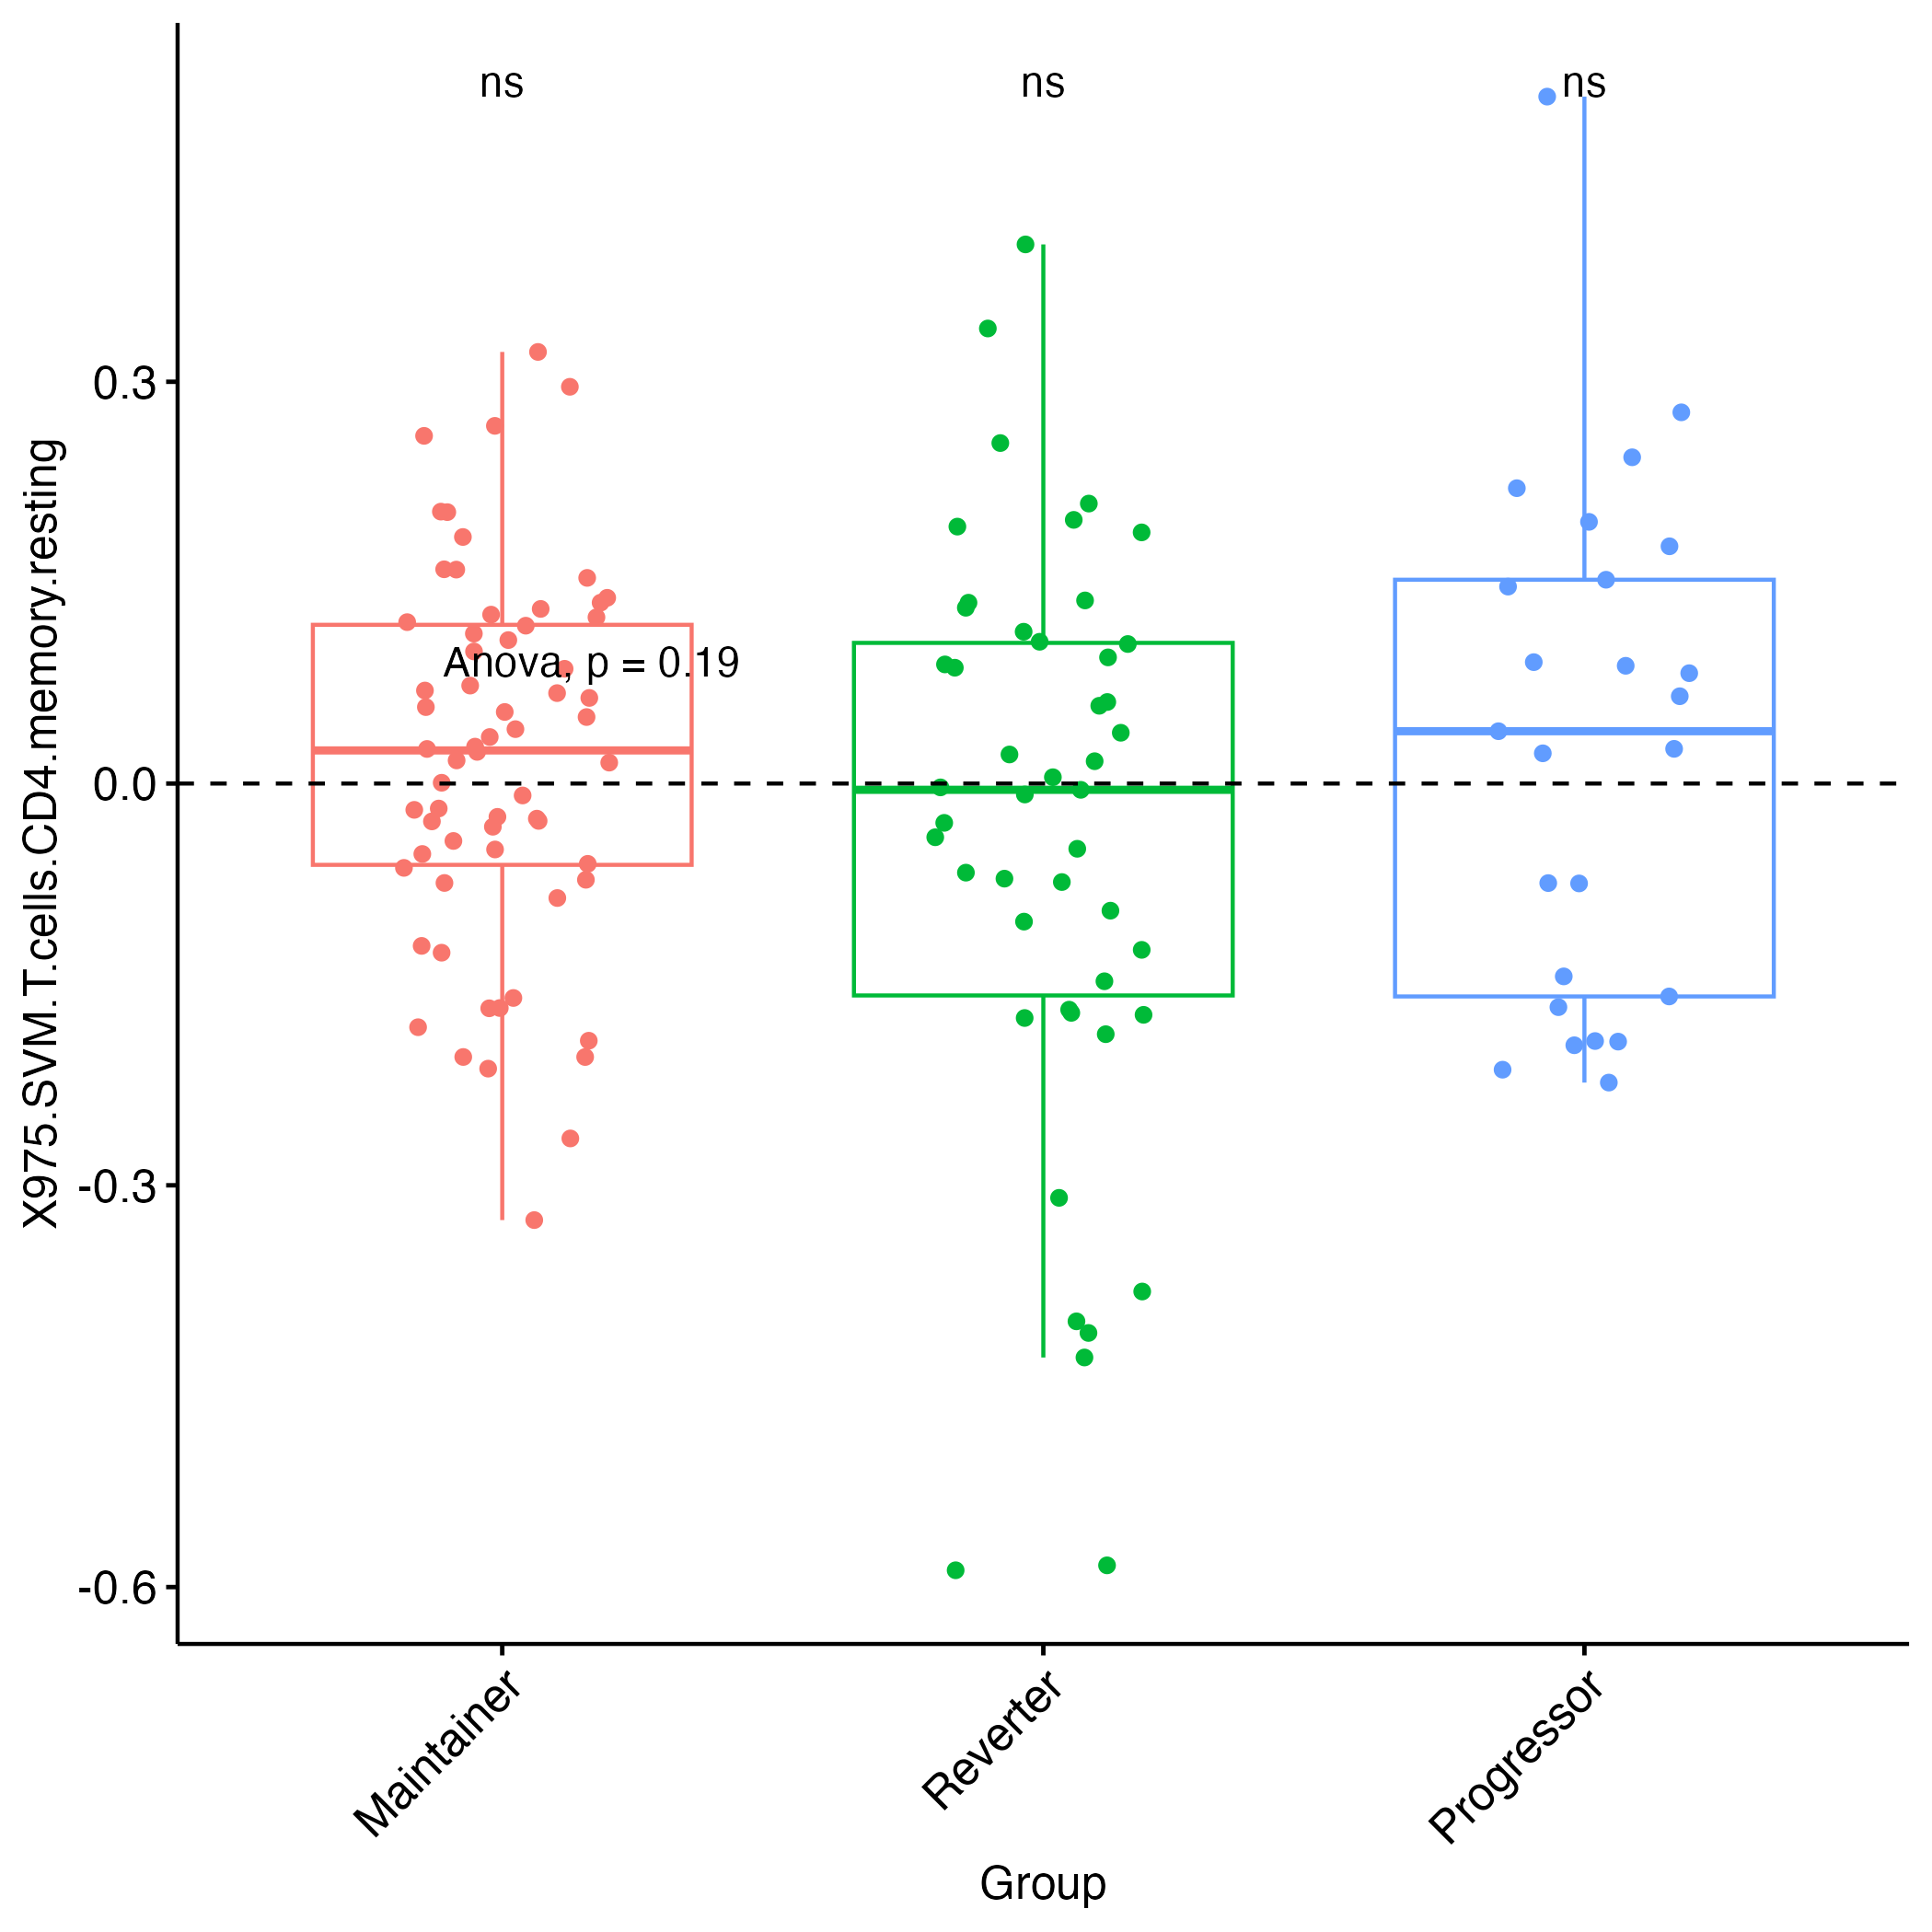 ns ns ns
0.3
0.0
-0.3
-0.6
X975.SVM.T.cells.CD4.memory.resting
Anova, p = 0.19
Maintainer
Reverter
Progressor
Group